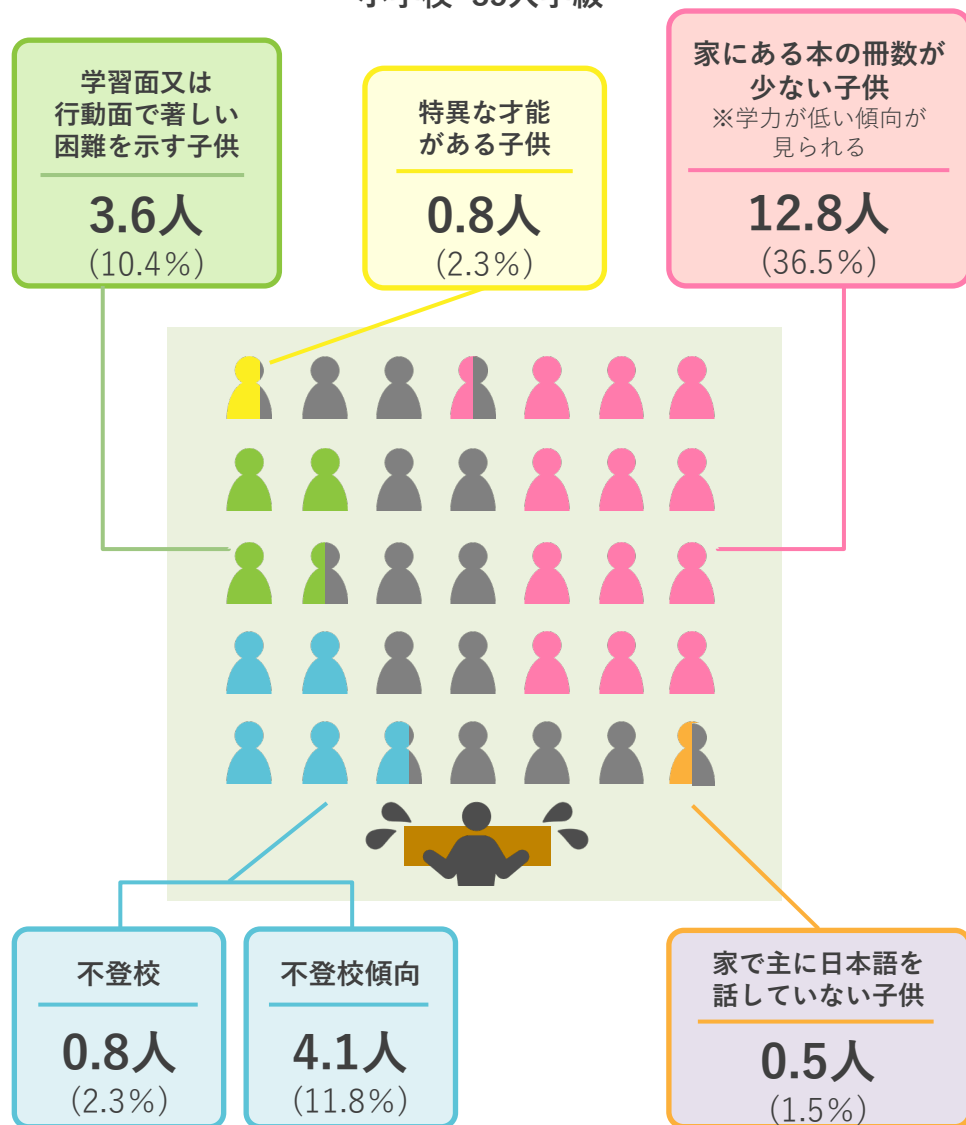 学習面又は
行動面で著しい
困難を示す子供
3.6人
(10.4%)
特異な才能
がある子供
0.8人
(2.3%)
家にある本の冊数が
少ない子供
※学力が低い傾向が
見られる
12.8人
(36.5%)
不登校
0.8人
(2.3%)
不登校傾向
4.1人
(11.8%)
家で主に日本語を
話していない子供
0.5人
(1.5%)